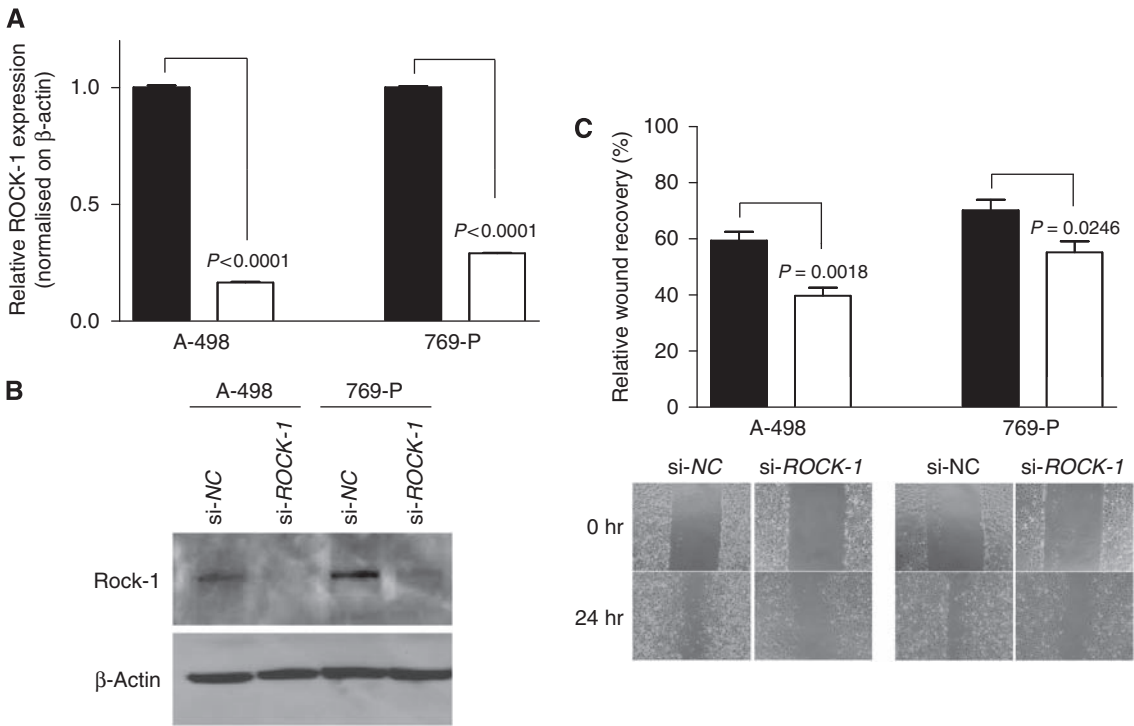 A
Relative ROCK-1 expression
(normalised on β-actin)
1.0
0.5
0.0
P<0.0001
P<0.0001
A-498
769-P
B
A-498
769-P
si-NC
si-ROCK-1
si-NC
si-ROCK-1
Rock-1
β-Actin
C
Relative wound recovery (%)
100
80
60
40
20
0
P = 0.0018
P = 0.0246
A-498
769-P
si-NC
si-ROCK-1
si-NC
si-ROCK-1
0 hr
24 hr